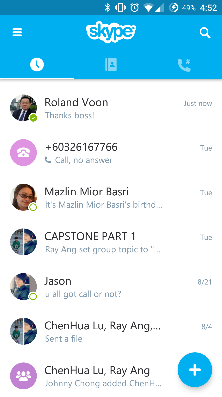 49% 4:52
skype
Roland Voon
Just now
Thanks boss!
+60326167766
Tue
Call, no answer
Mazlin Mior Basri
Tue
It's Mazlin Mior Basri's birthd...
CAPSTONE PART 1
Tue
Ray Ang set group topic to "...
Jason
8/21
u all got call or not?
ChenHua Lu, Ray Ang,...
8/4
Sent a file
ChenHua Lu, Ray Ang
Johnny Chong added ChenH...